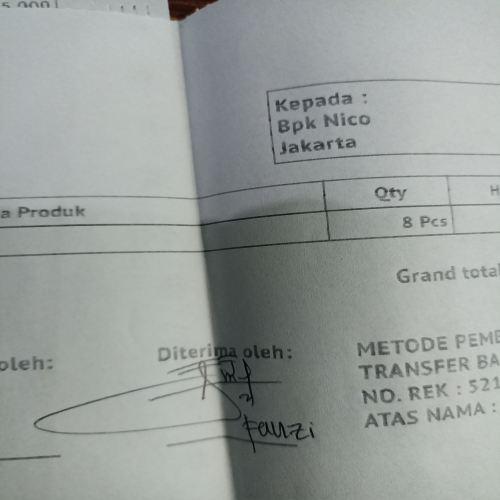 5.000
Kepada :
Bpk Nico
Jakarta
a Produk
Qty
H
8 Pcs
Grand total
oleh:
Diterima oleh:
Fauzi
METODE PEMB
TRANSFER BA
NO. REK : 521
ATAS NAMA :